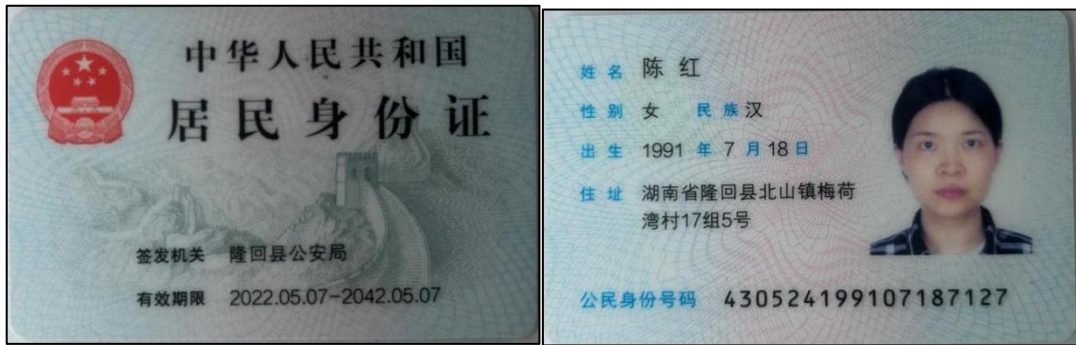 中华人民共和国
居民身份证
签发机关 隆回县公安局
有效期限 2022.05.07-2042.05.07
姓名 陈红
性别 女 民族 汉
出生 1991 年 7 月 18 日
住址 湖南省隆回县北山镇梅荷
湾村17组5号
公民身份号码 430524199107187127